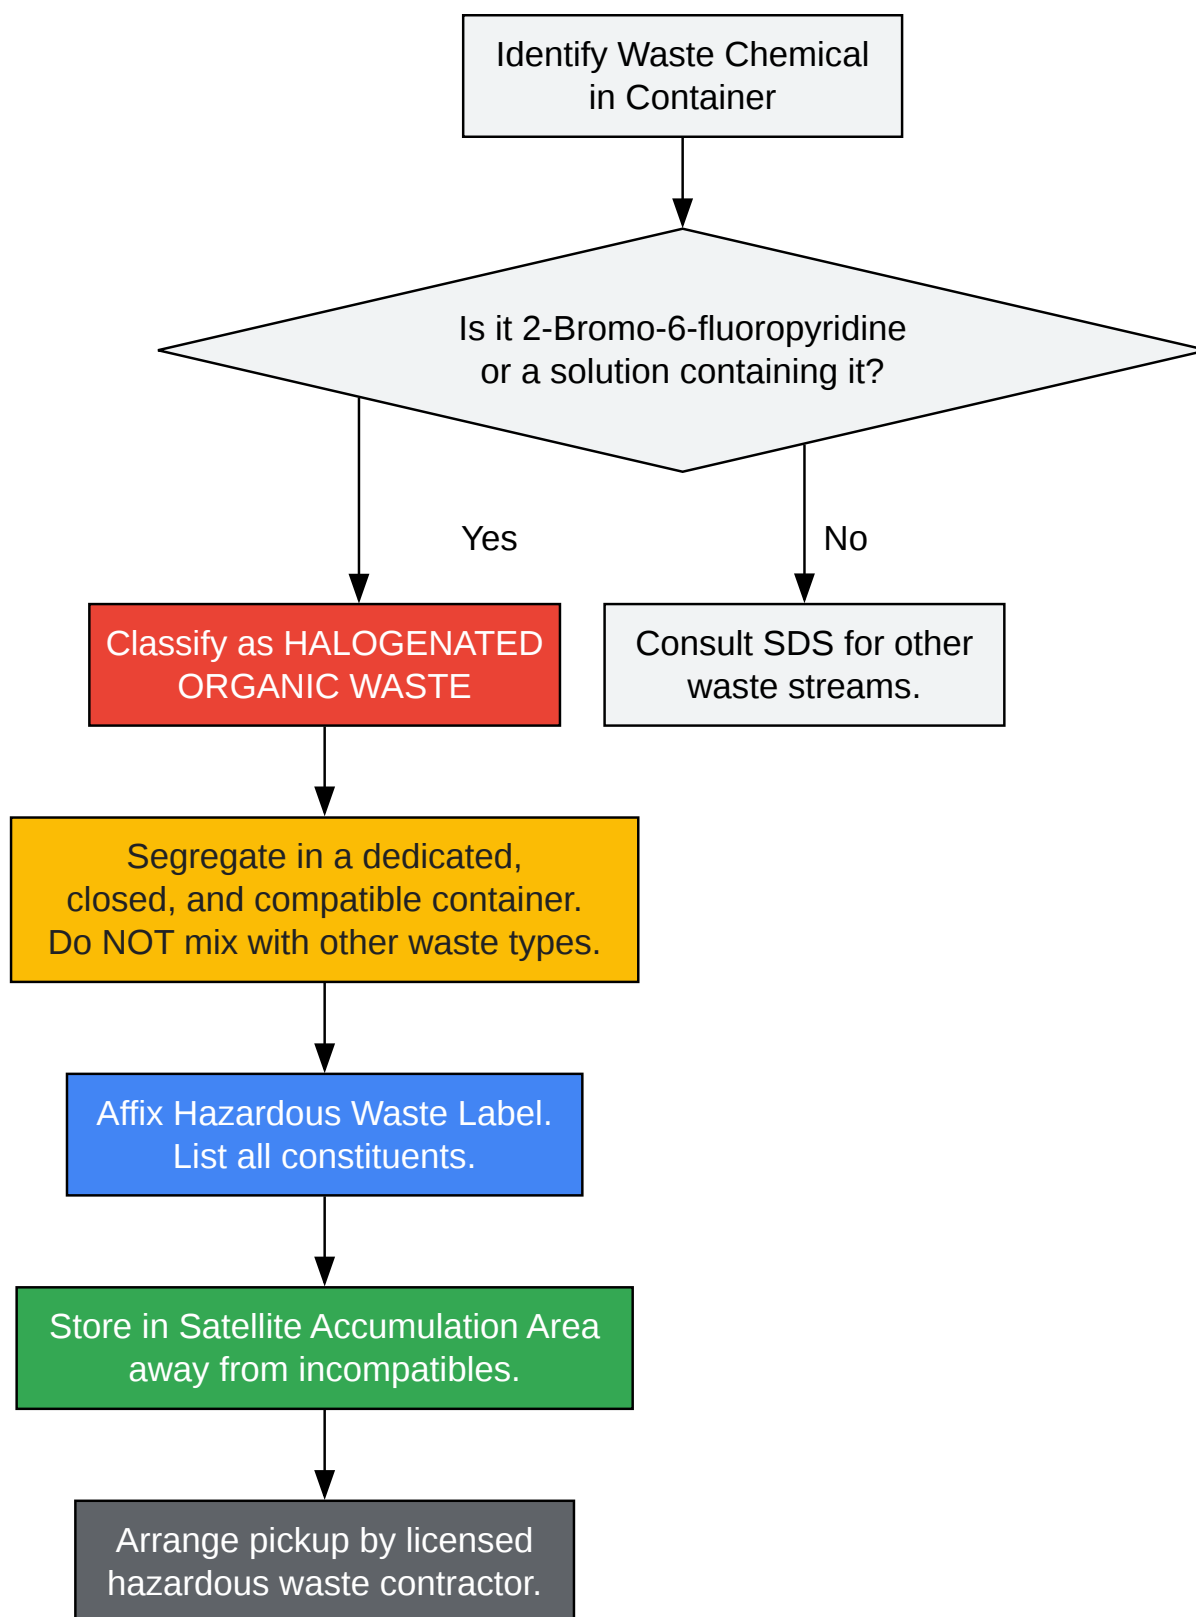 Identify Waste Chemical
in Container
Is it 2-Bromo-6-fluoropyridine
or a solution containing it?
Yes
No
Classify as HALOGENATED
ORGANIC WASTE
Consult SDS for other
waste streams.
Segregate in a dedicated,
closed, and compatible container.
Do NOT mix with other waste types.
Affix Hazardous Waste Label.
List all constituents.
Store in Satellite Accumulation Area
away from incompatibles.
Arrange pickup by licensed
hazardous waste contractor.